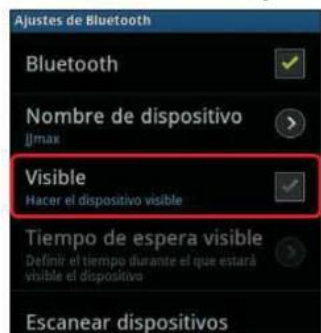 Ajustes de Bluetooth
Bluetooth
Nombre de dispositivo
jjmax
Visible
Hacer el dispositivo visible
Tiempo de espera visible
Definir el tiempo durante el que estará
visible el dispositivo
Escanear dispositivos